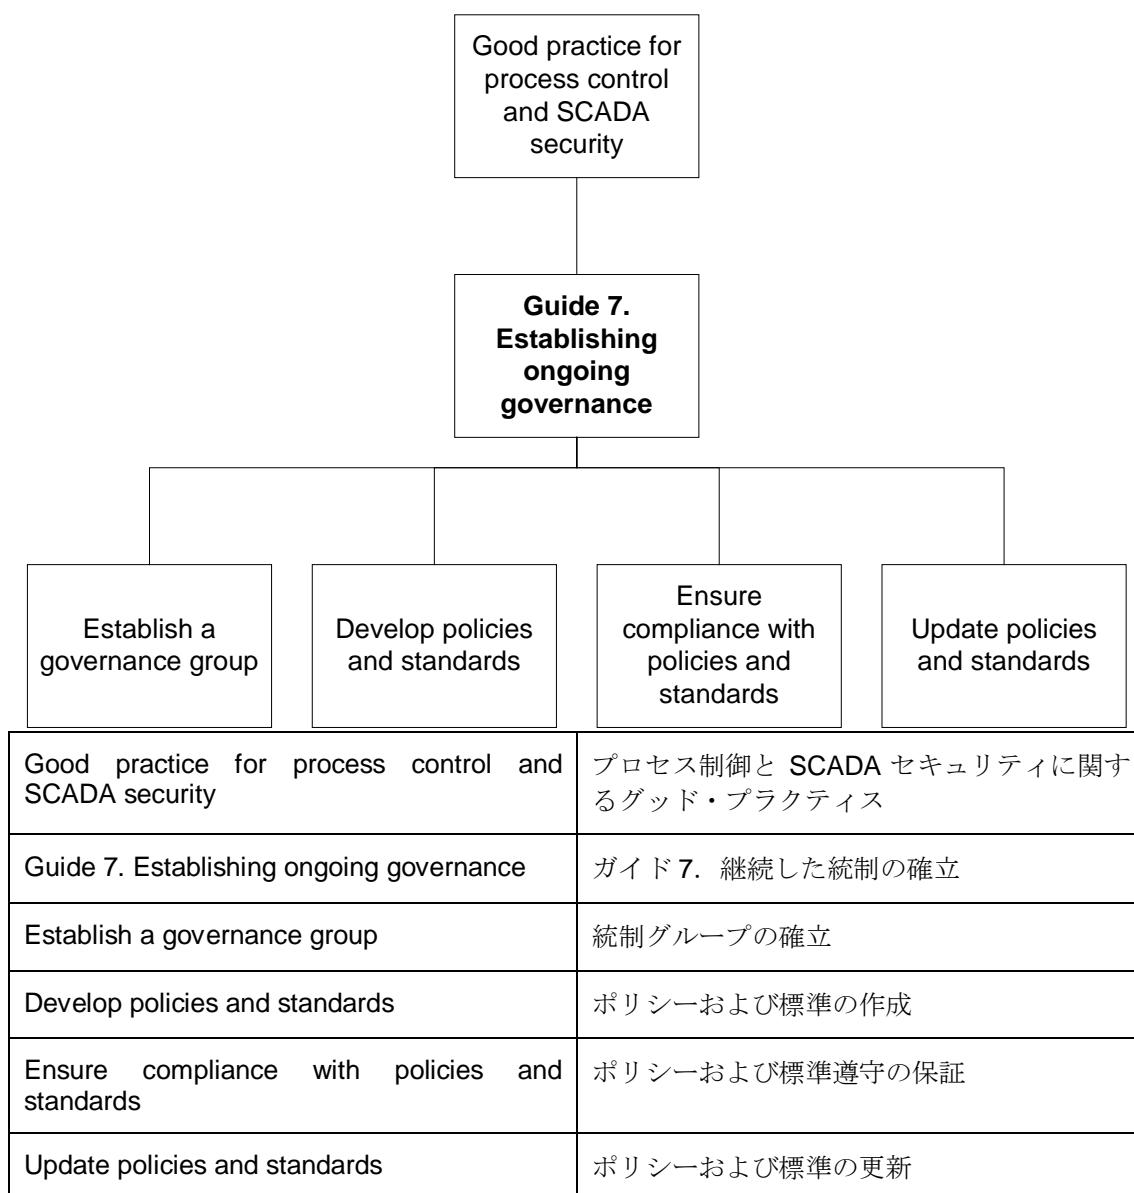 Good practice for
process control
and SCADA
security
Guide 7.
Establishing
ongoing
governance
Establish a
governance group
Develop policies
and standards
Ensure
compliance with
policies and
standards
Update policies
and standards
Good practice for process control and
SCADA security
プロセス制御と SCADA セキュリティに関す
るグッド・プラクティス
Guide 7. Establishing ongoing governance
ガイド 7. 継続した統制の確立
Establish a governance group
統制グループの確立
Develop policies and standards
ポリシーおよび標準の作成
Ensure compliance with policies and
standards
ポリシーおよび標準遵守の保証
Update policies and standards
ポリシーおよび標準の更新